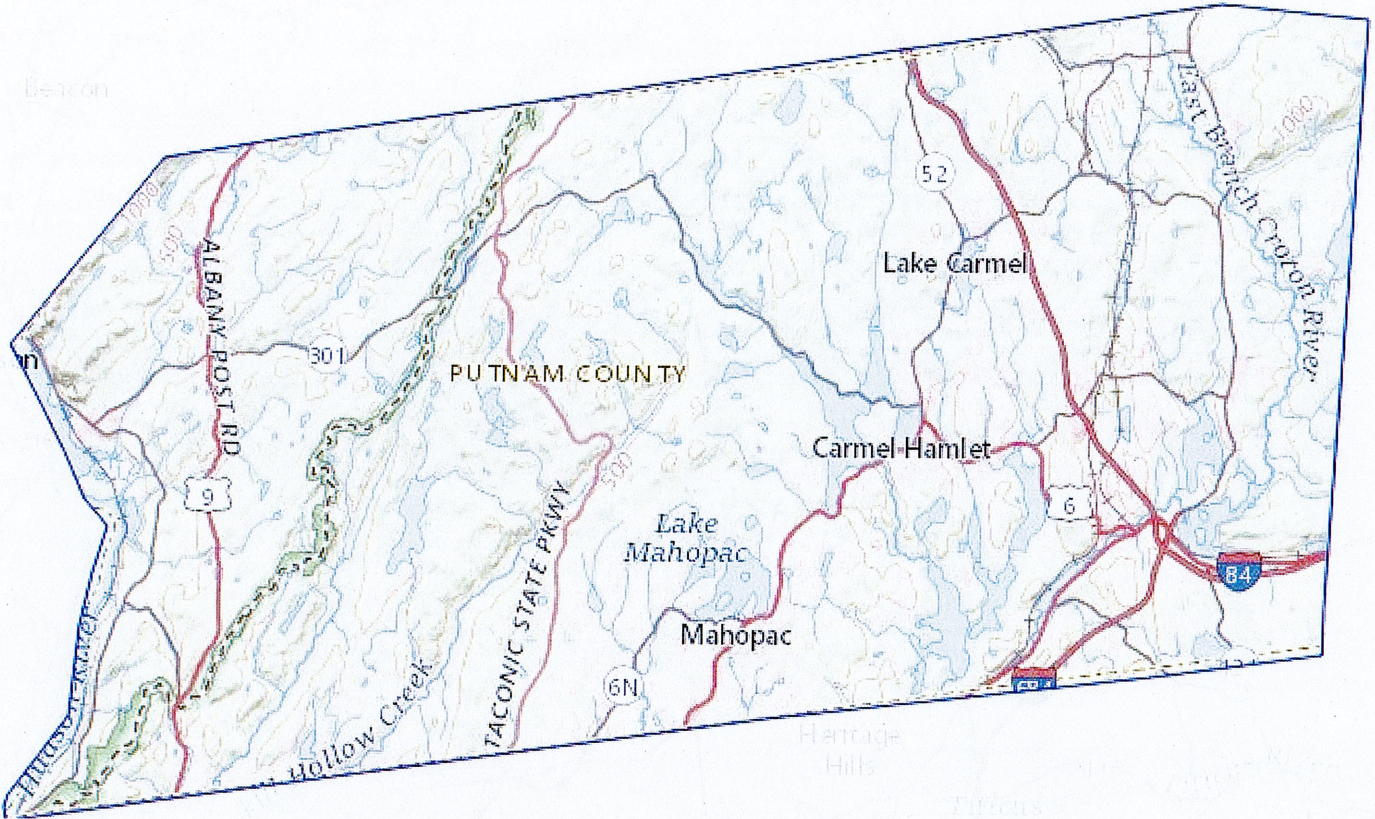 Beacon
East Branch Croton River
1000
52
1000
500
ALBANY POST RD
Lake Carmel
301
PUTNAM COUNTY
Carmel Hamlet
500
9
6
TACONIC STATE PKWY
Lake
Mahopac
84
Mahopac
Hudson River
6N
Hollow Creek
Heritage
Hills